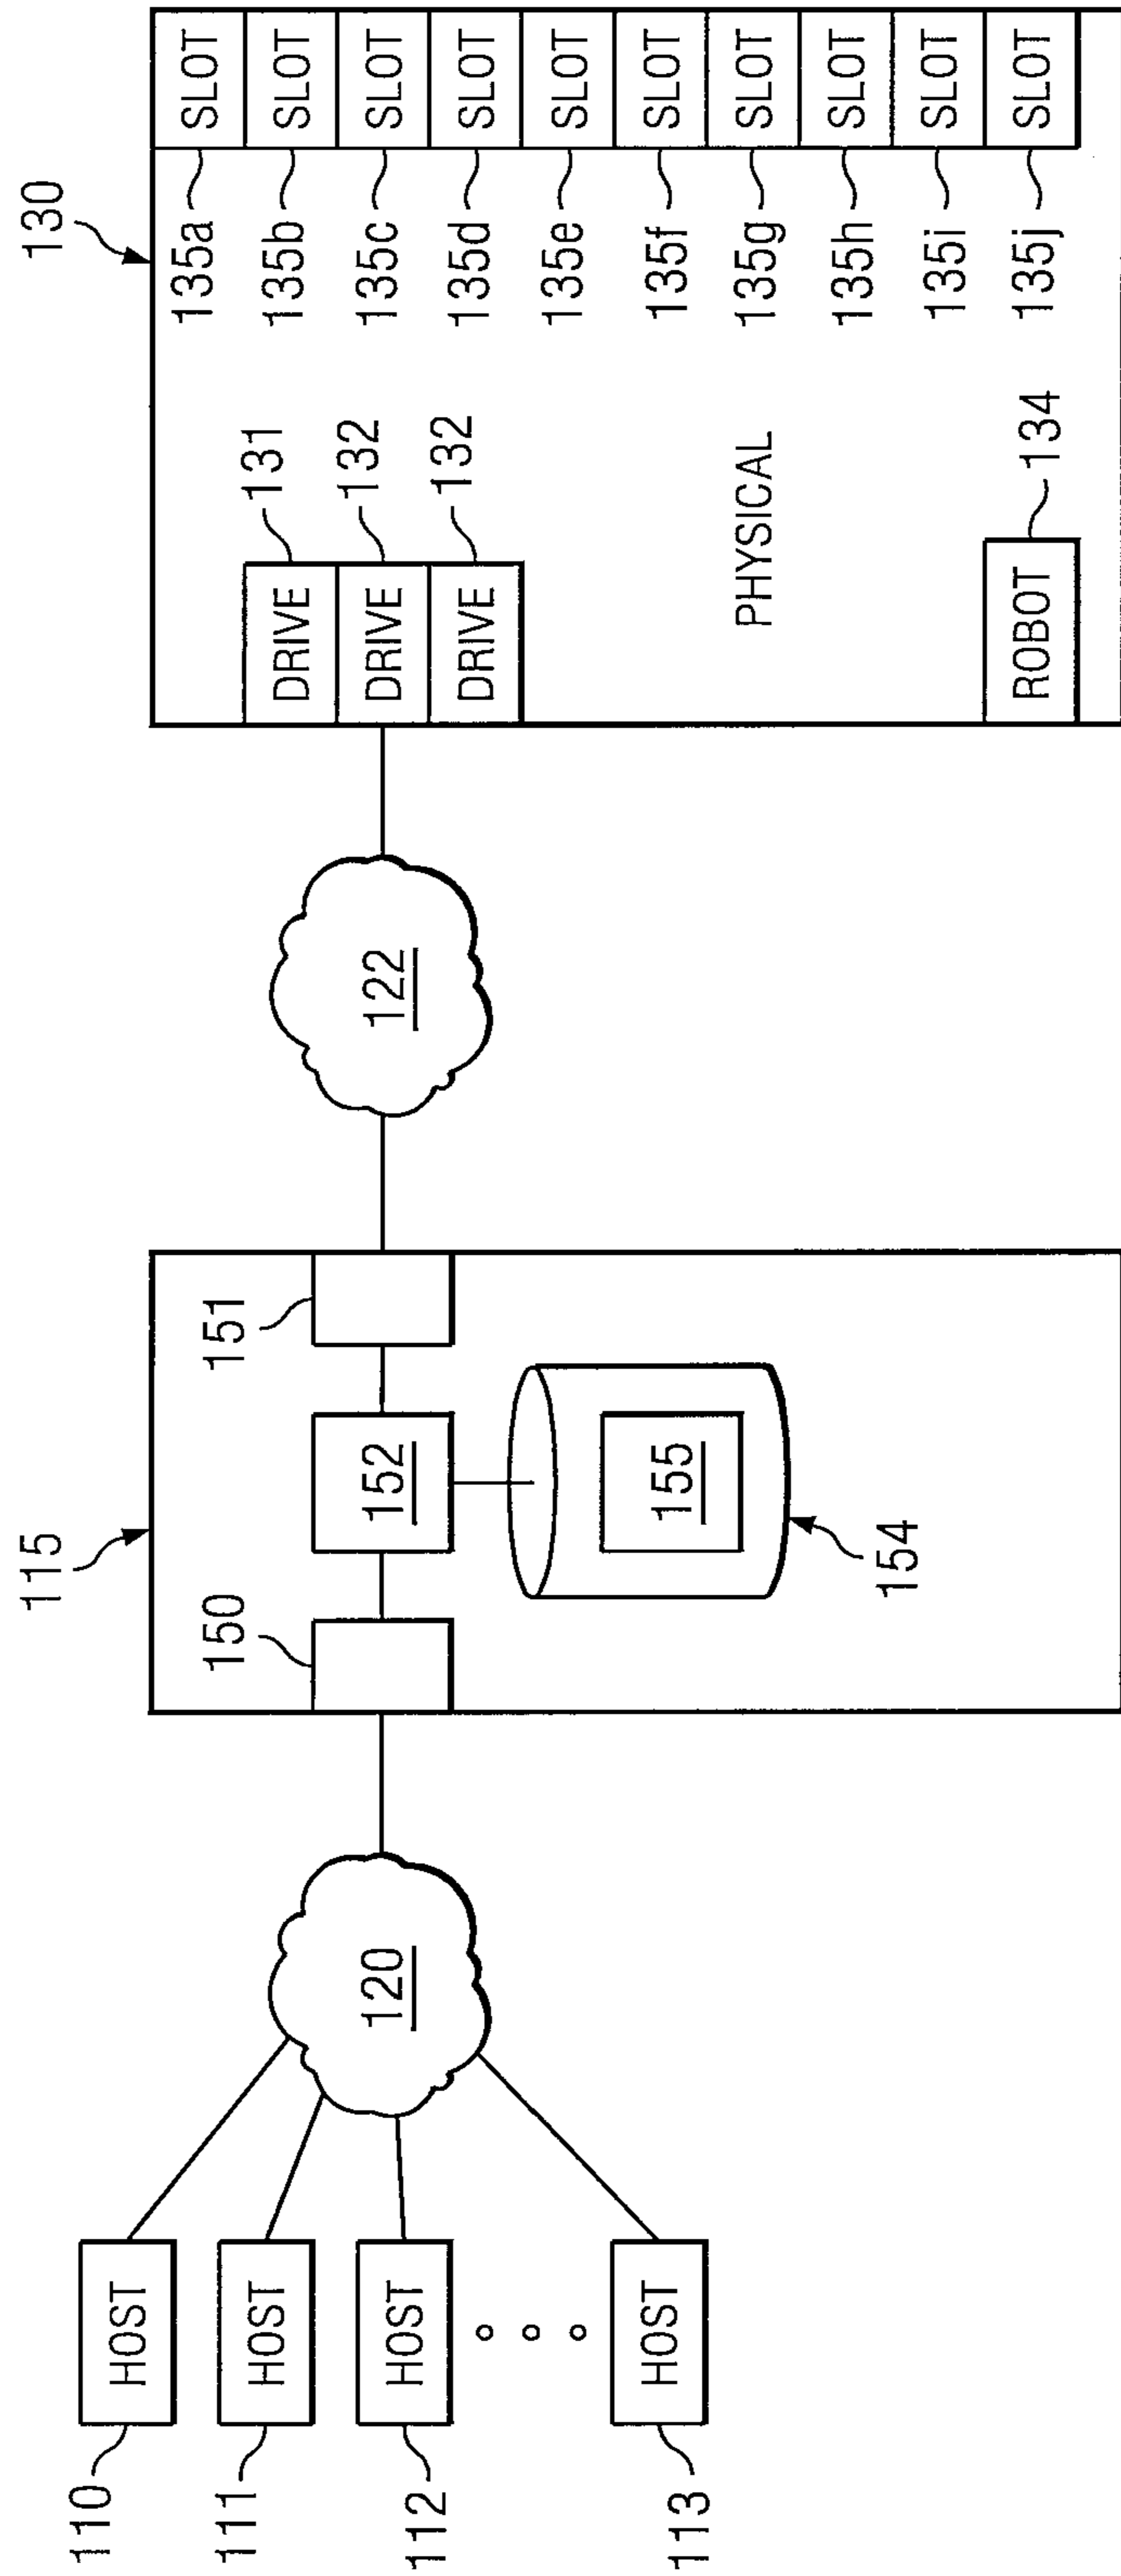 110
HOST
111
HOST
112
HOST
113
HOST
120
115
150
152
151
155
154
122
130
DRIVE
131
DRIVE
132
DRIVE
132
PHYSICAL
ROBOT
134
135a
SLOT
135b
SLOT
135c
SLOT
135d
SLOT
135e
SLOT
135f
SLOT
135g
SLOT
135h
SLOT
135i
SLOT
135j
SLOT